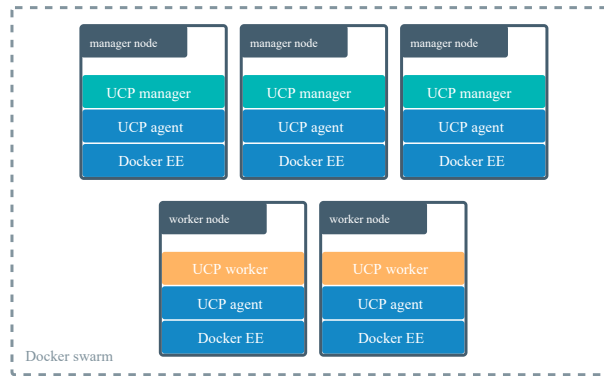 manager node
manager node
manager node
UCP manager
UCP manager
UCP manager
UCP agent
UCP agent
UCP agent
Docker EE
Docker EE
Docker EE
worker node
worker node
UCP worker
UCP worker
UCP agent
UCP agent
Docker EE
Docker EE
Docker swarm